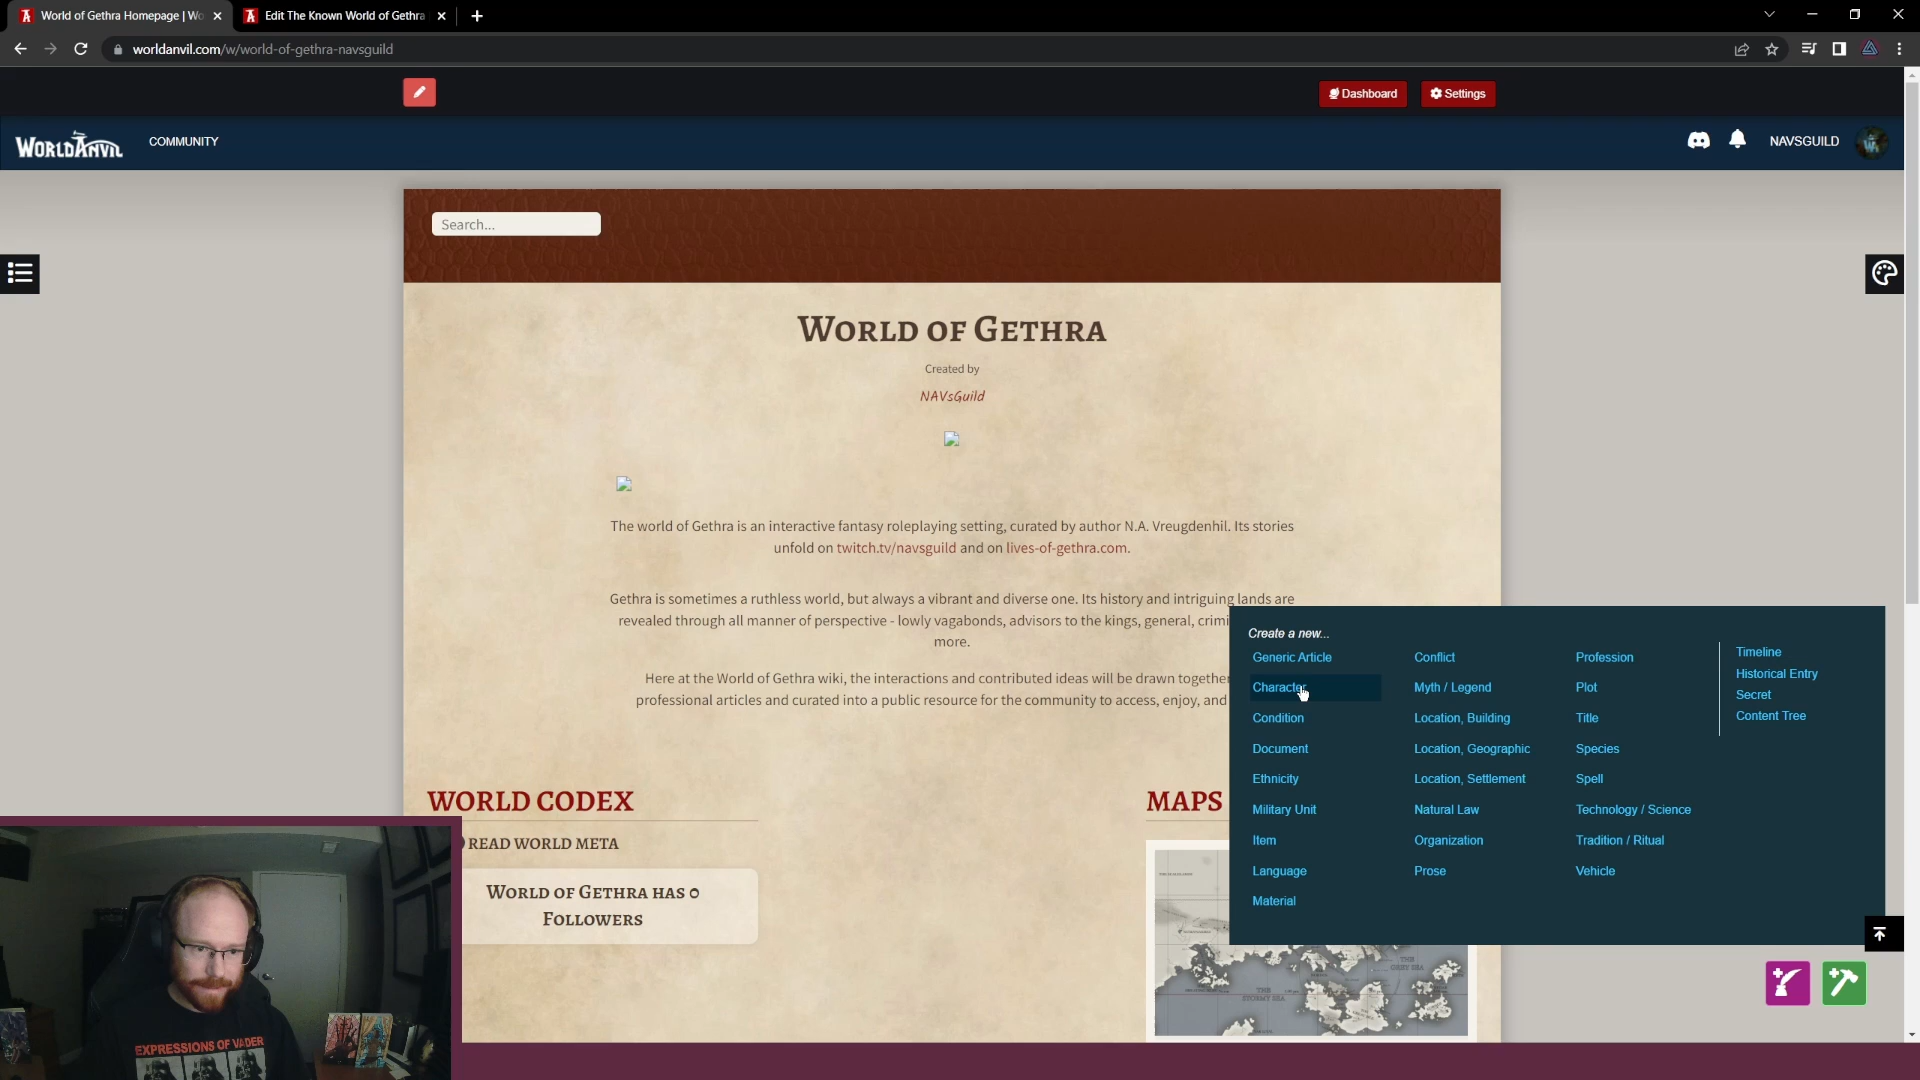 World of Gethra Homepage | Wo
Edit The Known World of Gethra
worldanvil.com/w/world-of-gethra-navsguild
Dashboard
Settings
WORLDANVIL
COMMUNITY
NAVSGUILD
Search...
WORLD OF GETHRA
Created by
NAVsGuild
The world of Gethra is an interactive fantasy roleplaying setting, curated by author N.A. Vreugdenhil. Its stories
unfold on twitch.tv/navsguild and on lives-of-gethra.com.
Gethra is sometimes a ruthless world, but always a vibrant and diverse one. Its history and intriguing lands are
revealed through all manner of perspective - lowly vagabonds, advisors to the kings, general, crimi
more.
Here at the World of Gethra wiki, the interactions and contributed ideas will be drawn together
professional articles and curated into a public resource for the community to access, enjoy, and
Create a new...
Generic Article
Character
Condition
Document
Ethnicity
Military Unit
Item
Language
Material
Conflict
Myth / Legend
Location, Building
Location, Geographic
Location, Settlement
Natural Law
Organization
Prose
Profession
Plot
Title
Species
Spell
Technology / Science
Tradition / Ritual
Vehicle
Timeline
Historical Entry
Secret
Content Tree
WORLD CODEX
READ WORLD META
WORLD OF GETHRA HAS 0
FOLLOWERS
MAPS
THE
GREY SEA
THE
STORMY SEA
EXPRESSIONS OF VADER